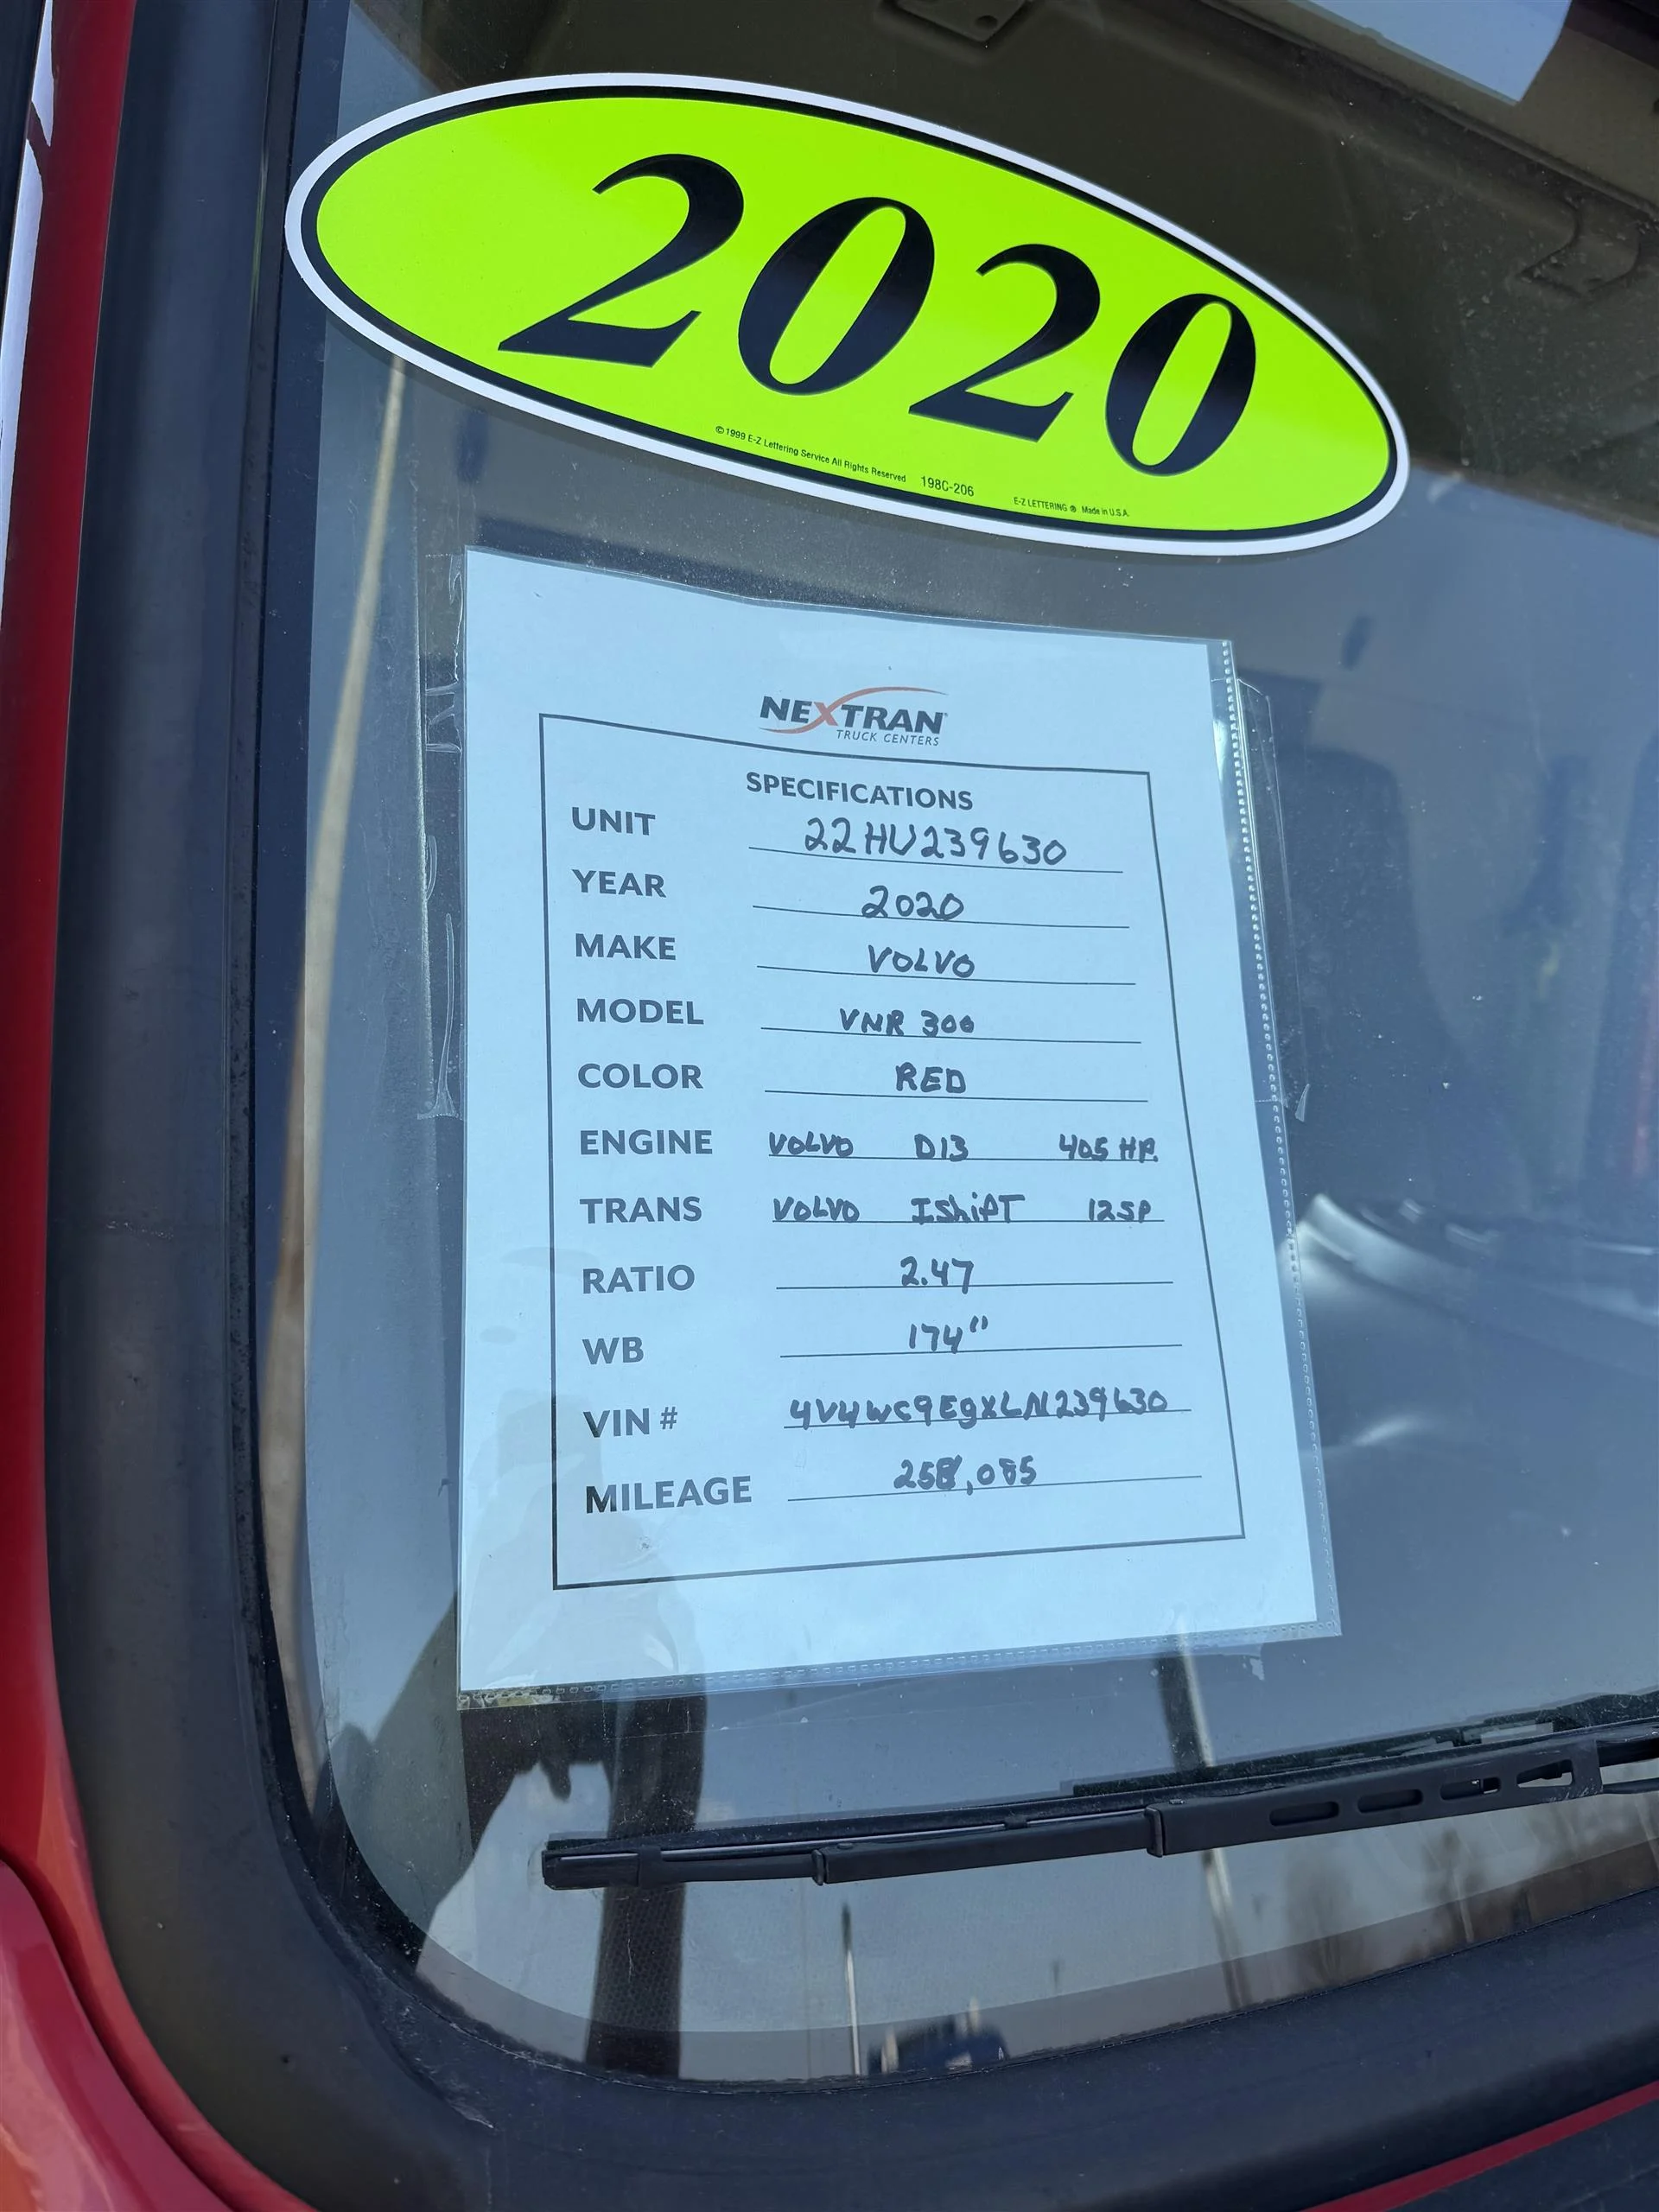 2020
©1999 E-Z Lettering Service All Rights Reserved 198C-206 E-Z LETTERING ® Made in U.S.A.
NEXTRAN
TRUCK CENTERS
SPECIFICATIONS
UNIT 22HU239630
YEAR 2020
MAKE VOLVO
MODEL VNR 300
COLOR RED
ENGINE VOLVO D13 405 HP.
TRANS VOLVO IShifT 12SP
RATIO 2.47
WB 174"
VIN # 4V4WC9EgXLN239630
MILEAGE